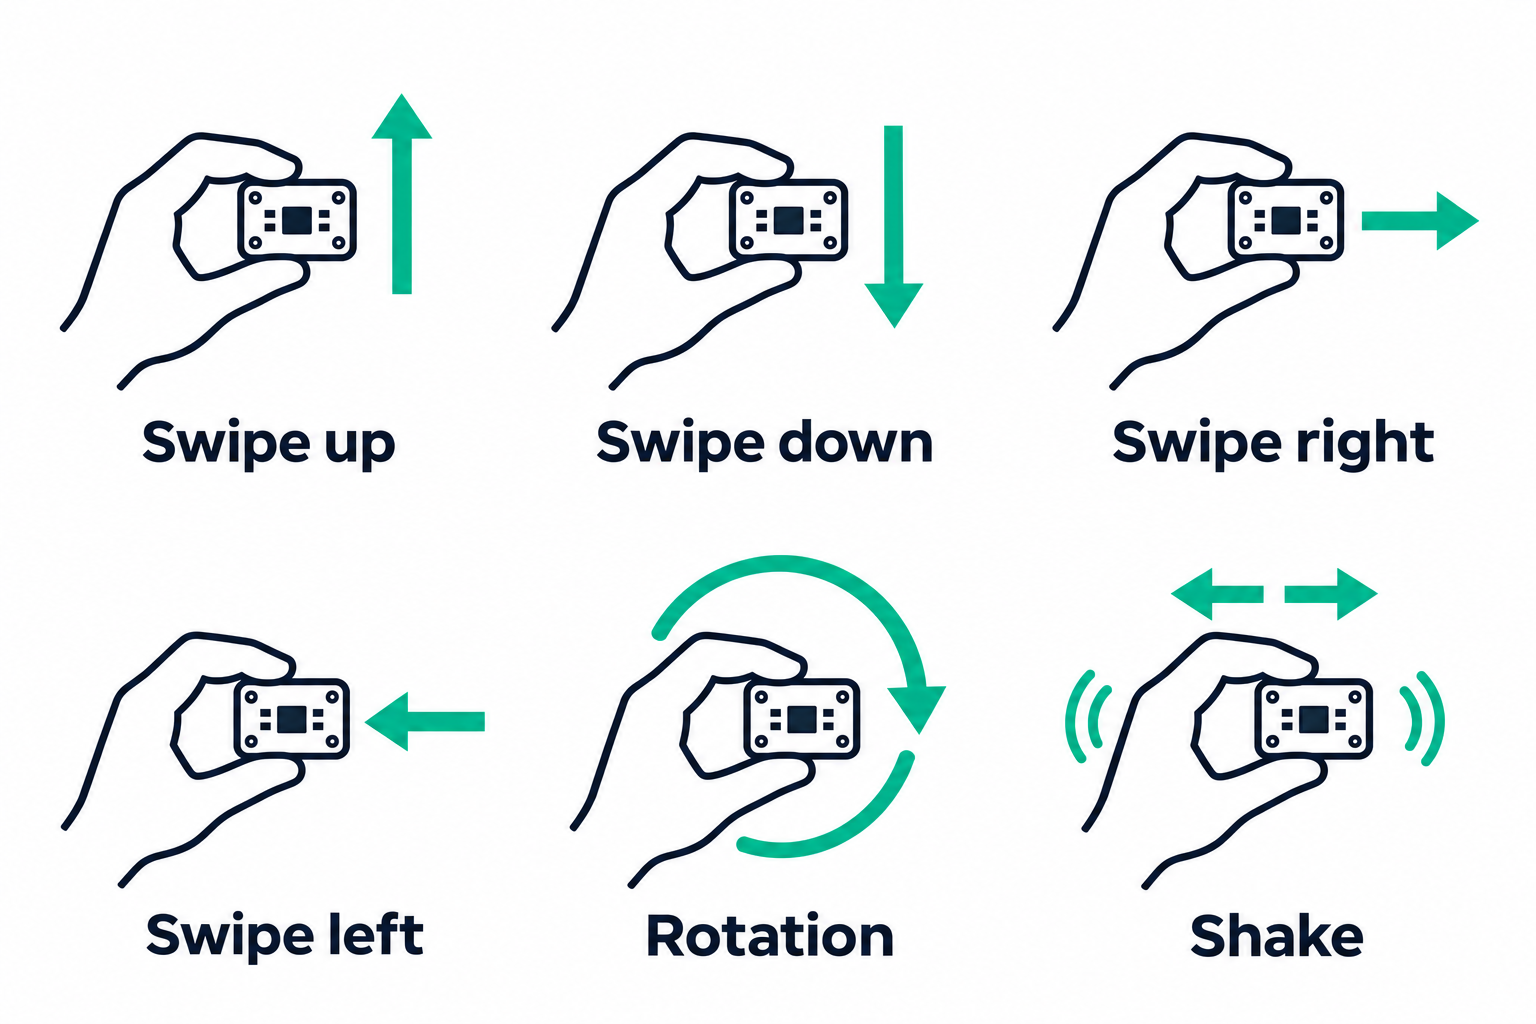 Swipe up
Swipe down
Swipe right
Swipe left
Rotation
Shake